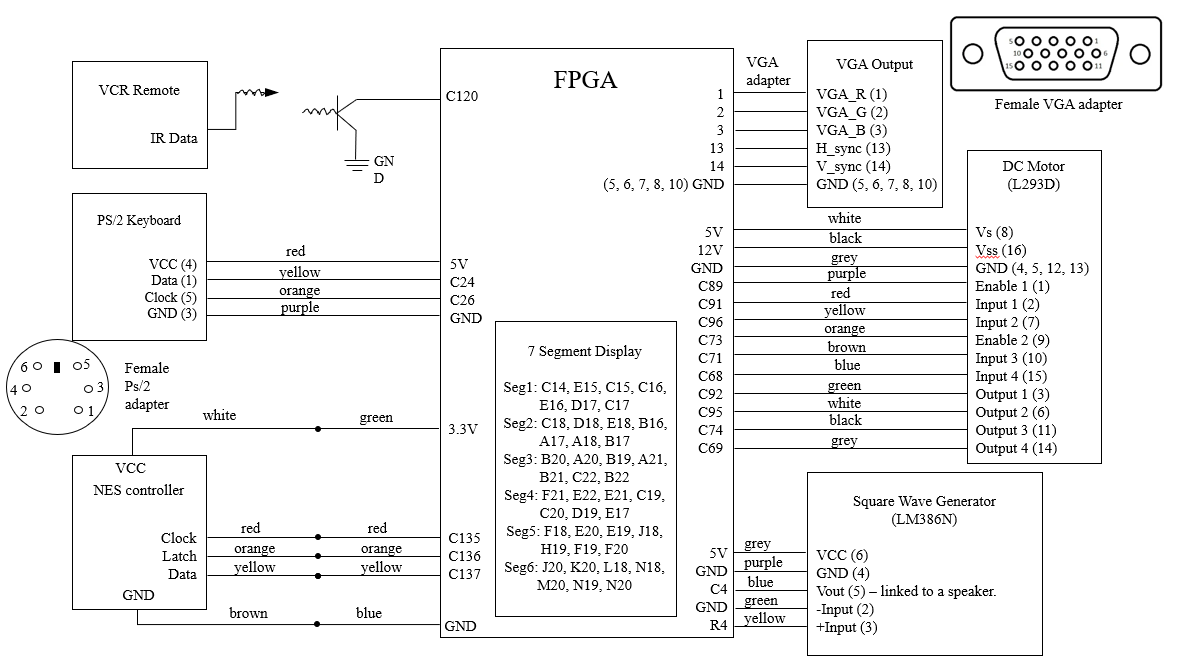 VCR Remote
IR Data
C120
GN
D
FPGA
VGA
adapter
1
2
3
13
14
(5, 6, 7, 8, 10) GND
VGA Output
VGA_R (1)
VGA_G (2)
VGA_B (3)
H_sync (13)
V_sync (14)
GND (5, 6, 7, 8, 10)
5
1
10
6
15
11
Female VGA adapter
PS/2 Keyboard
VCC (4)
Data (1)
Clock (5)
GND (3)
red
yellow
orange
purple
5V
C24
C26
GND
6
5
4
3
2
1
Female
Ps/2
adapter
white
green
3.3V
VCC
NES controller
Clock
Latch
Data
GND
red
orange
yellow
red
orange
yellow
C135
C136
C137
brown
blue
GND
7 Segment Display
Seg1: C14, E15, C15, C16,
E16, D17, C17
Seg2: C18, D18, E18, B16,
A17, A18, B17
Seg3: B20, A20, B19, A21,
B21, C22, B22
Seg4: F21, E22, E21, C19,
C20, D19, E17
Seg5: F18, E20, E19, J18,
H19, F19, F20
Seg6: J20, K20, L18, N18,
M20, N19, N20
5V
12V
GND
C89
C91
C96
C73
C71
C68
C92
C95
C74
C69
white
black
grey
purple
red
yellow
orange
brown
blue
green
white
black
grey
DC Motor
(L293D)
Vs (8)
Vss (16)
GND (4, 5, 12, 13)
Enable 1 (1)
Input 1 (2)
Input 2 (7)
Enable 2 (9)
Input 3 (10)
Input 4 (15)
Output 1 (3)
Output 2 (6)
Output 3 (11)
Output 4 (14)
5V
GND
C4
GND
R4
grey
purple
blue
green
yellow
Square Wave Generator
(LM386N)
VCC (6)
GND (4)
Vout (5) – linked to a speaker.
-Input (2)
+Input (3)